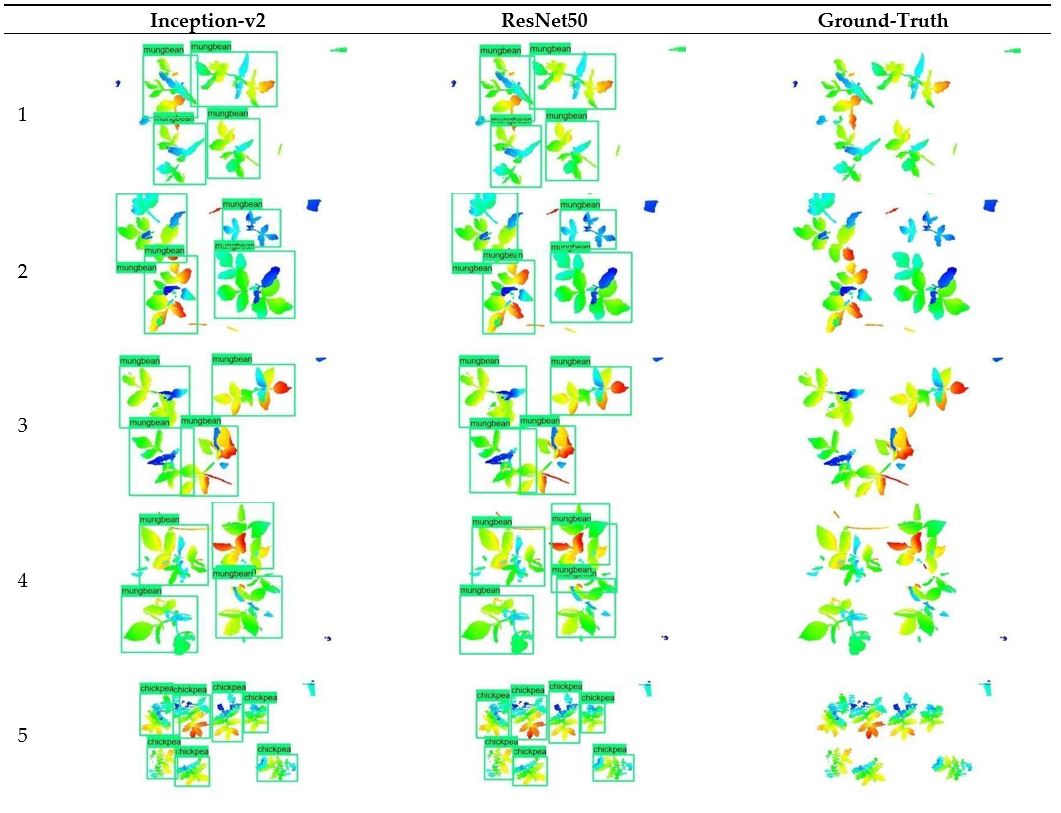 Inception-v2 ResNet50 Ground-Truth
mungbean mungbean mungbean mungbean
1
mungbean mungbean mungbean mungbean
mungbean mungbean
mungbean mungbean
2
mungbean mungbean
mungbean mungbean
mungbean mungbean mungbean
3
mungbean mungbean mungbean mungbean
mungbean mungbean mungbean
4
mungbean mungbean
mungbean mungbean
chickpea chickpea chickpea chickpea chickpea chickpea chickpea chickpea
5
chickpea chickpea chickpea chickpea chickpea chickpea